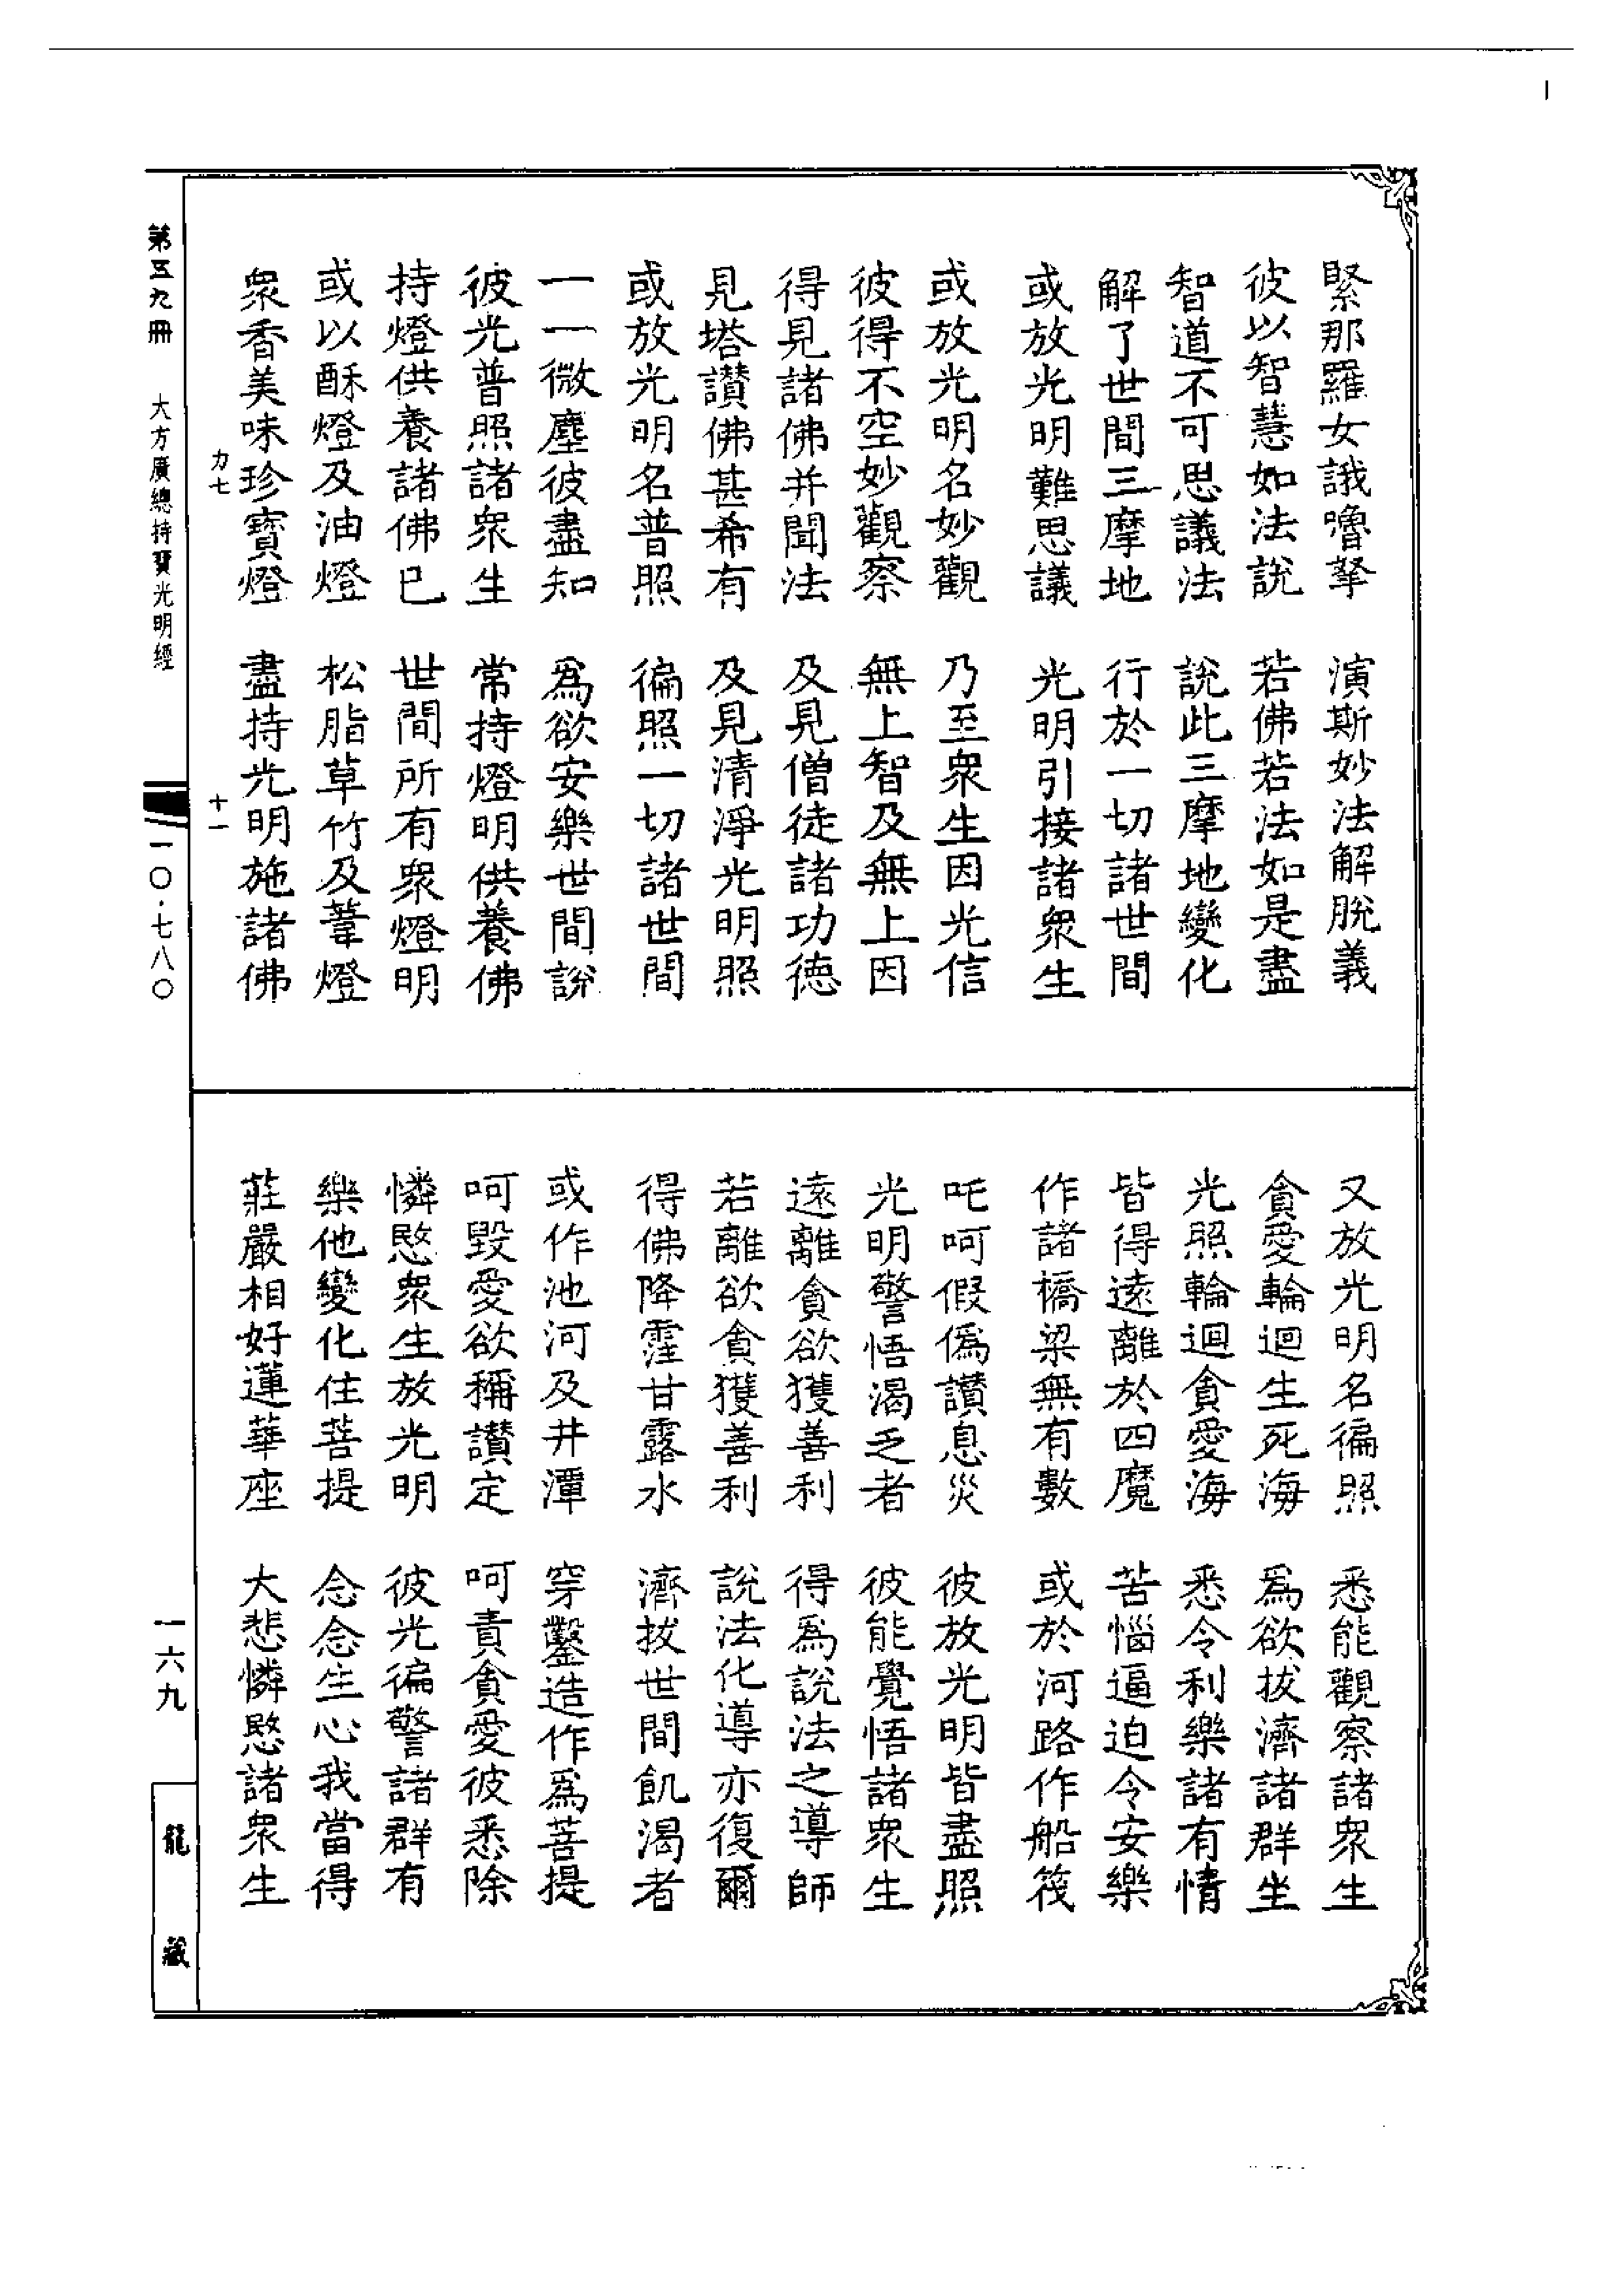 緊那羅女誐嚕拏　演斯妙法解脫義
彼以智慧如法說　若佛若法如是盡
智道不可思議法　說此三摩地變化
解了世間三摩地　行於一切諸世間
或放光明難思議　光明引接諸衆生
或放光明名妙觀　乃至衆生因光信
彼得不空妙觀察　無上智及無上因
得見諸佛并聞法　及見僧徒諸功德
見塔讃佛甚希有　及見清淨光明照
或放光明名普照　徧照一切諸世間
一一微塵彼盡知　爲欲安樂世間說
彼光普照諸衆生　常持燈明供養佛
持燈供養諸佛已　世間所有衆燈明
或以酥燈及油燈　松脂草竹及葦燈
衆香美味珍寶燈　盡持光明施諸佛
力七　十一
又放光明名徧照　悉能觀察諸衆生
貪愛輪迴生死海　爲欲拔濟諸群生
光照輪迴貪愛海　悉令利樂諸有情
皆得遠離於四魔　苦惱逼迫令安樂
作諸橋梁無有數　或於河路作船筏
吒呵假僞讃息災　彼放光明皆盡照
光明警悟渴乏者　彼能覺悟諸衆生
遠離貪欲獲善利　得爲說法之導師
若離欲貪獲善利　說法化導亦復爾
得佛降霔甘露水　濟拔世間飢渴者
或作池河及井潭　穿鑿造作爲菩提
呵毀愛欲稱讃定　呵責貪愛彼悉除
憐愍衆生放光明　彼光徧警諸群有
樂他變化住菩提　念念生心我當得
莊嚴相好蓮華座　大悲憐愍諸衆生
第五九冊　大方廣總持寶光明經　一〇·七八〇　一六九　龍藏